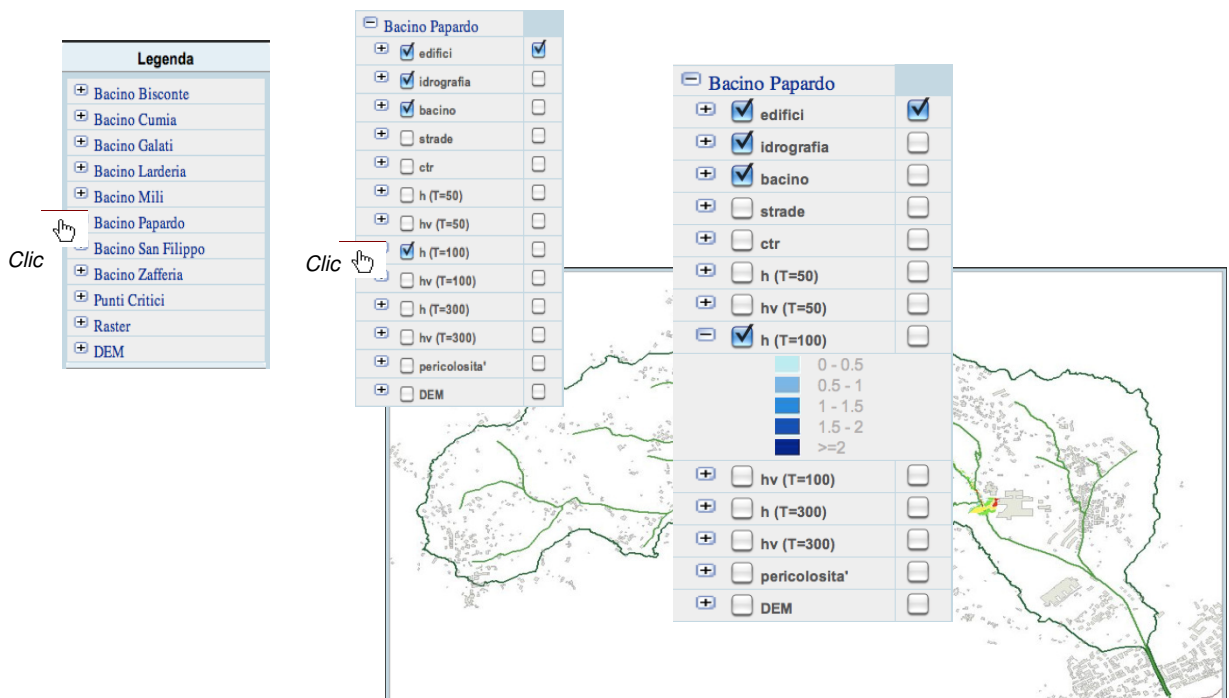 Legenda
Bacino Bisconte
Bacino Cumia
Bacino Galati
Bacino Larderia
Bacino Mili
Bacino Papardo
Bacino San Filippo
Bacino Zafferia
Punti Critici
Raster
DEM
Clic
Bacino Papardo
edifici
idrografia
bacino
strade
ctr
h (T=50)
hv (T=50)
h (T=100)
hv (T=100)
h (T=300)
hv (T=300)
pericolosita'
DEM
Clic
Bacino Papardo
edifici
idrografia
bacino
strade
ctr
h (T=50)
hv (T=50)
h (T=100)
0 - 0.5
0.5 - 1
1 - 1.5
1.5 - 2
>=2
hv (T=100)
h (T=300)
hv (T=300)
pericolosita'
DEM